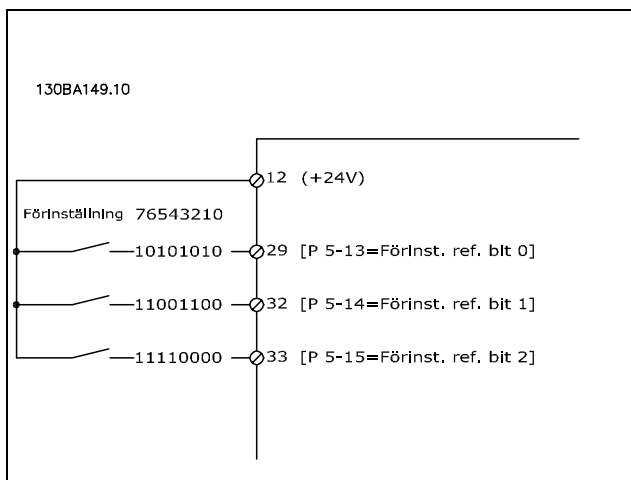 130BA149.10
12 (+24V)
Förinställning 76543210
10101010 29 [P 5-13=Förinst. ref. bit 0]
11001100 32 [P 5-14=Förinst. ref. bit 1]
11110000 33 [P 5-15=Förinst. ref. bit 2]